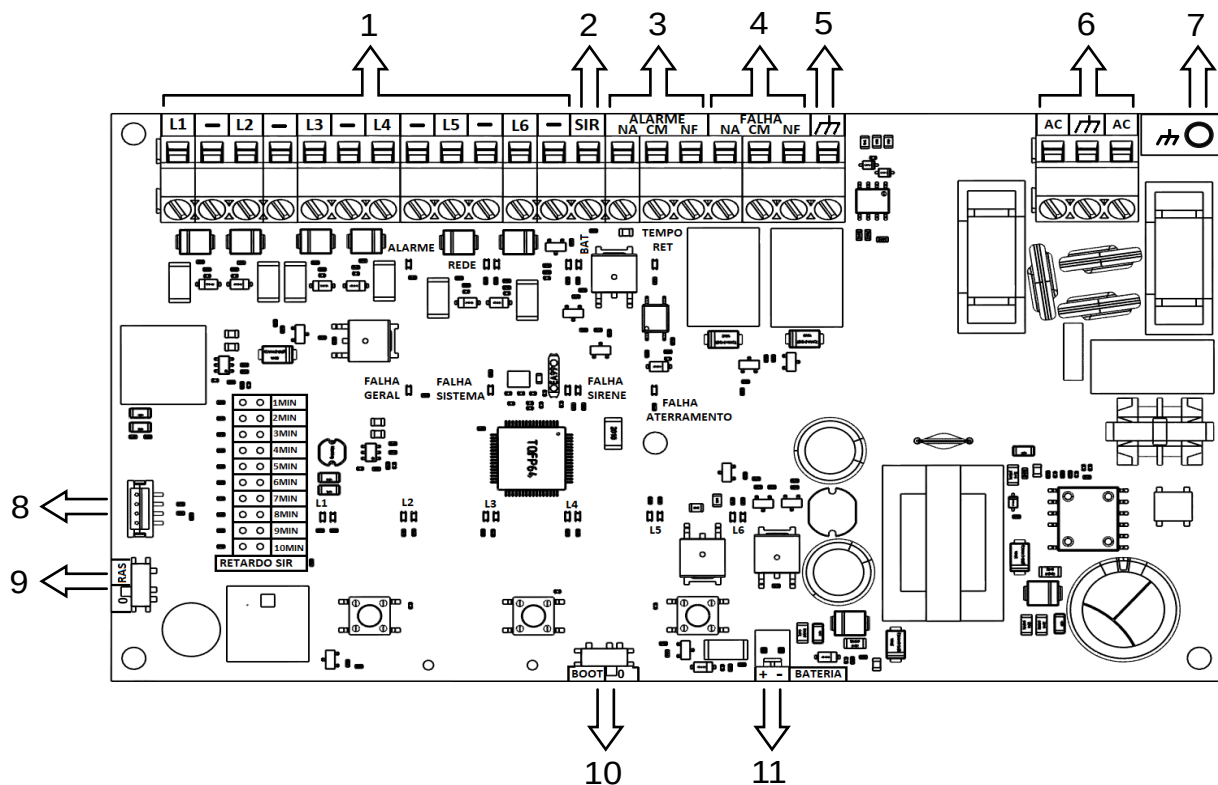 1 2 3 4 5 6 7
L1 – L2 – L3 – L4 – L5 – L6 – SIR
ALARME
NA CM NF
FALHA
NA CM NF
AC AC
ALARME
REDE
BAT
TEMPO
RET
FALHA
GERAL
FALHA
SISTEMA
FALHA
SIRENE
FALHA
ATERRAMENTO
TQFP64
1MIN
2MIN
3MIN
4MIN
5MIN
6MIN
7MIN
8MIN
9MIN
10MIN
RETARDO SIR
L1
L2
L3
L4
L5
L6
8
9
RAS
0
BOOT 0
+ -
BATERIA
10
11